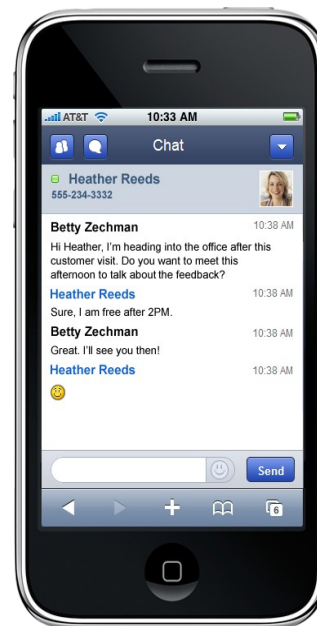 AT&T 10:33 AM
Chat
Heather Reeds
555-234-3332
Betty Zechman 10:38 AM
Hi Heather, I'm heading into the office after this
customer visit. Do you want to meet this
afternoon to talk about the feedback?
Heather Reeds 10:38 AM
Sure, I am free after 2PM.
Betty Zechman 10:38 AM
Great. I'll see you then!
Heather Reeds 10:38 AM
Send
6